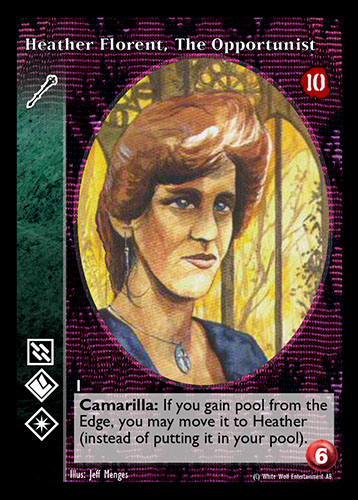 Heather Florent, The Opportunist
10
1
Camarilla: If you gain pool from the
Edge, you may move it to Heather
(instead of putting it in your pool).
6
Illus: Jeff Menges
(C) White Wolf Entertainment AB.